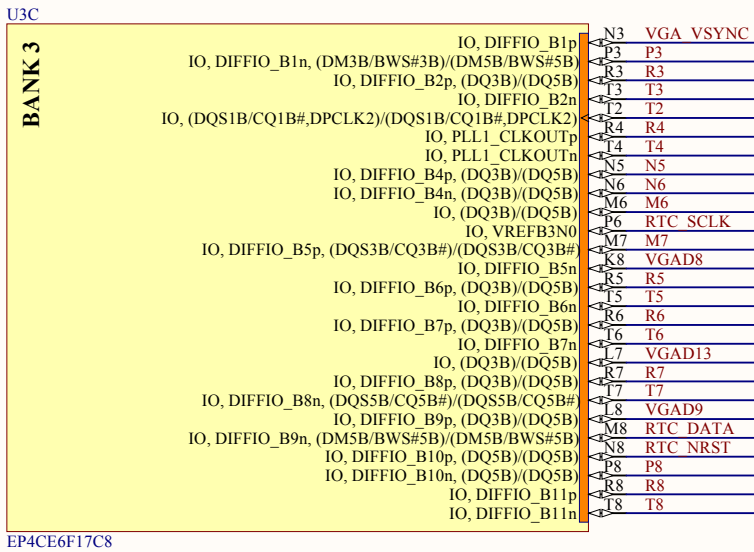 U3C
BANK 3
IO, DIFFIO_B1p N3 VGA_VSYNC
IO, DIFFIO_B1n, (DM3B/BWS#3B)/(DM5B/BWS#5B) P3 P3
IO, DIFFIO_B2p, (DQ3B)/(DQ5B) R3 R3
IO, DIFFIO_B2n T3 T3
IO, (DQS1B/CQ1B#,DPCLK2)/(DQS1B/CQ1B#,DPCLK2) T2 T2
IO, PLL1_CLKOUTp R4 R4
IO, PLL1_CLKOUTn T4 T4
IO, DIFFIO_B4p, (DQ3B)/(DQ5B) N5 N5
IO, DIFFIO_B4n, (DQ3B)/(DQ5B) N6 N6
IO, (DQ3B)/(DQ5B) M6 M6
IO, VREFB3N0 P6 RTC_SCLK
IO, DIFFIO_B5p, (DQS3B/CQ3B#)/(DQS3B/CQ3B#) M7 M7
IO, DIFFIO_B5n K8 VGAD8
IO, DIFFIO_B6p, (DQ3B)/(DQ5B) R5 R5
IO, DIFFIO_B6n T5 T5
IO, DIFFIO_B7p, (DQ3B)/(DQ5B) R6 R6
IO, DIFFIO_B7n T6 T6
IO, (DQ3B)/(DQ5B) L7 VGAD13
IO, DIFFIO_B8p, (DQ3B)/(DQ5B) R7 R7
IO, DIFFIO_B8n, (DQS5B/CQ5B#)/(DQS5B/CQ5B#) T7 T7
IO, DIFFIO_B9p, (DQ3B)/(DQ5B) L8 VGAD9
IO, DIFFIO_B9n, (DM5B/BWS#5B)/(DM5B/BWS#5B) M8 RTC_DATA
IO, DIFFIO_B10p, (DQ5B)/(DQ5B) N8 RTC_NRST
IO, DIFFIO_B10n, (DQ5B)/(DQ5B) P8 P8
IO, DIFFIO_B11p R8 R8
IO, DIFFIO_B11n T8 T8
EP4CE6F17C8